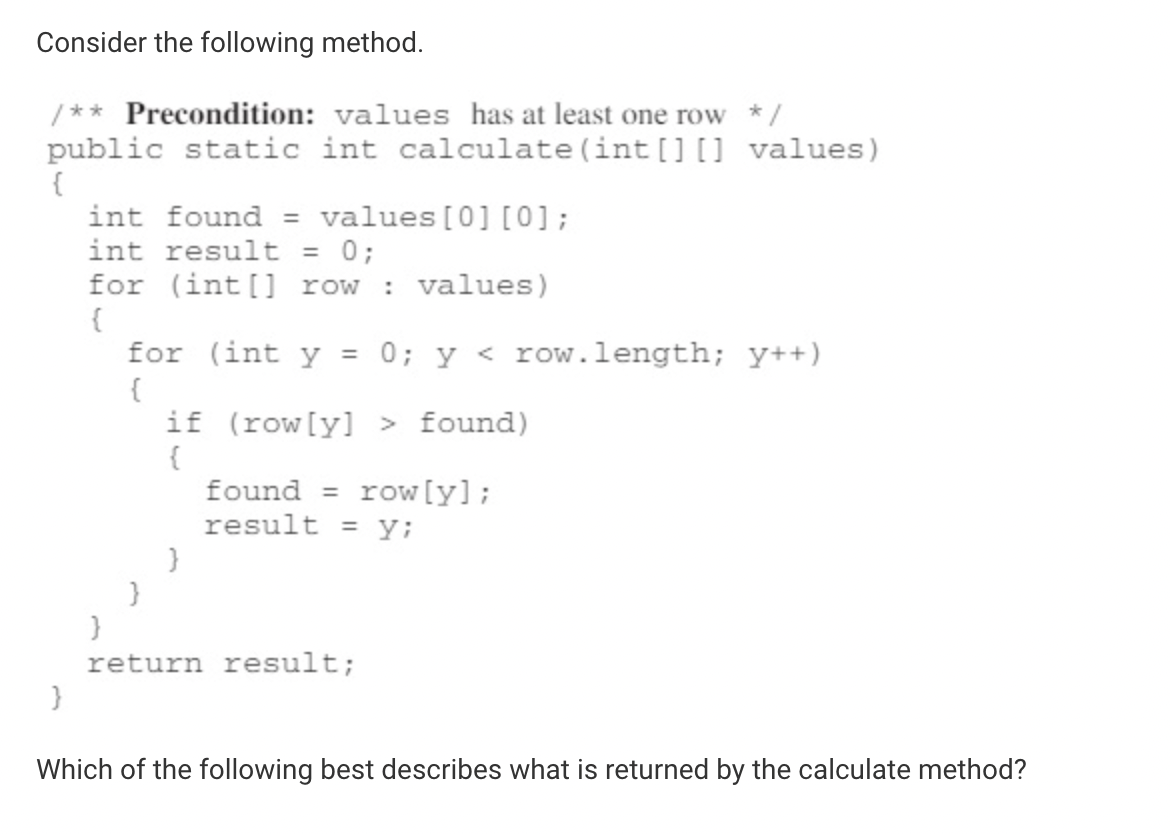 Consider the following method.
/** Precondition: values has at least one row */
public static int calculate(int[][] values)
{
int found = values[0][0];
int result = 0;
for (int[] row : values)
{
for (int y = 0; y < row.length; y++)
{
if (row[y] > found)
{
found = row[y];
result = y;
}
}
}
return result;
}
Which of the following best describes what is returned by the calculate method?